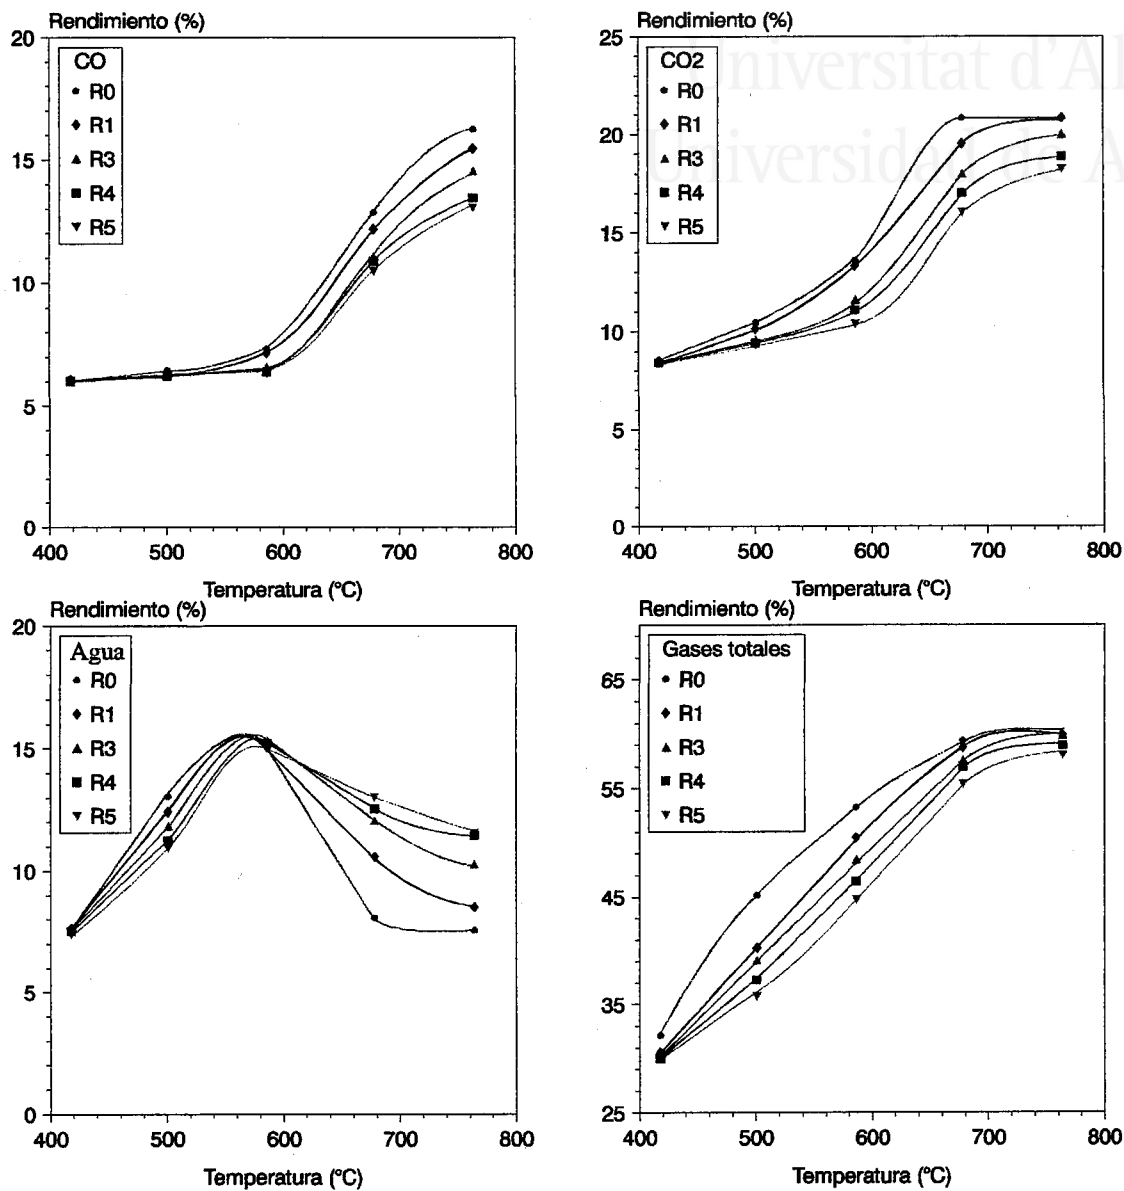 Rendimiento (%)
20
15
10
5
0
CO
R0
R1
R3
R4
R5
400 500 600 700 800
Temperatura (°C)
Rendimiento (%)
25
20
15
10
5
0
CO2
R0
R1
R3
R4
R5
400 500 600 700 800
Temperatura (°C)
Universitat d'Al
Universidad de A
Rendimiento (%)
20
15
10
5
0
Agua
R0
R1
R3
R4
R5
400 500 600 700 800
Temperatura (°C)
Rendimiento (%)
65
55
45
35
25
Gases totales
R0
R1
R3
R4
R5
400 500 600 700 800
Temperatura (°C)